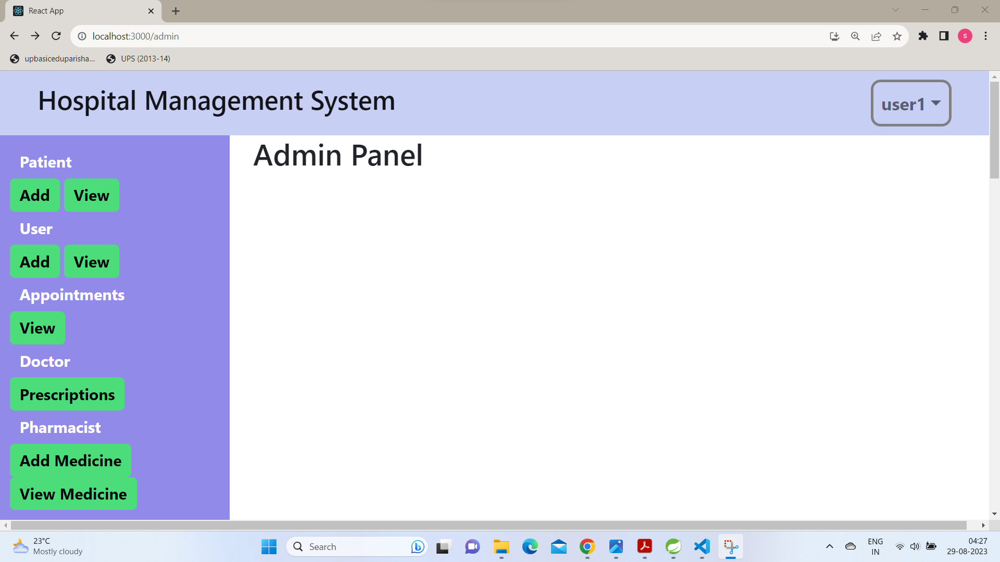 React App
localhost:3000/admin
S
upbasiceduparisha...
UPS (2013-14)
Hospital Management System
user1
Admin Panel
Patient
Add View
User
Add View
Appointments
View
Doctor
Prescriptions
Pharmacist
Add Medicine
View Medicine
23°C
Mostly cloudy
Search
ENG
IN
04:27
29-08-2023